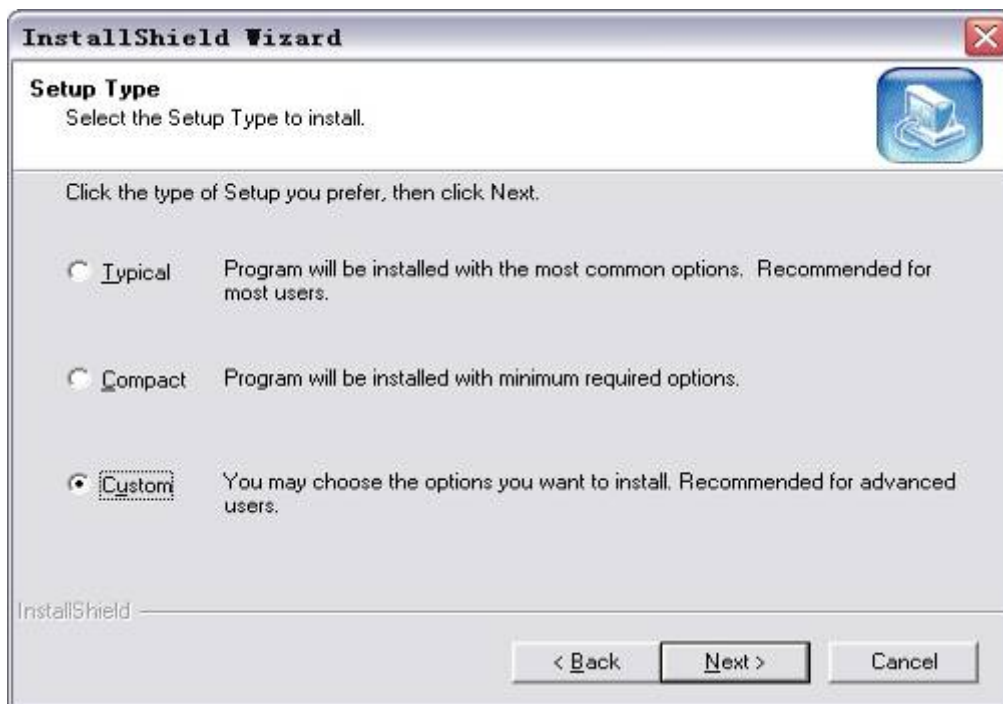 InstallShield Wizard
Setup Type
Select the Setup Type to install.
Click the type of Setup you prefer, then click Next.
Typical Program will be installed with the most common options. Recommended for
most users.
Compact Program will be installed with minimum required options.
Custom You may choose the options you want to install. Recommended for advanced
users.
InstallShield
< Back Next > Cancel